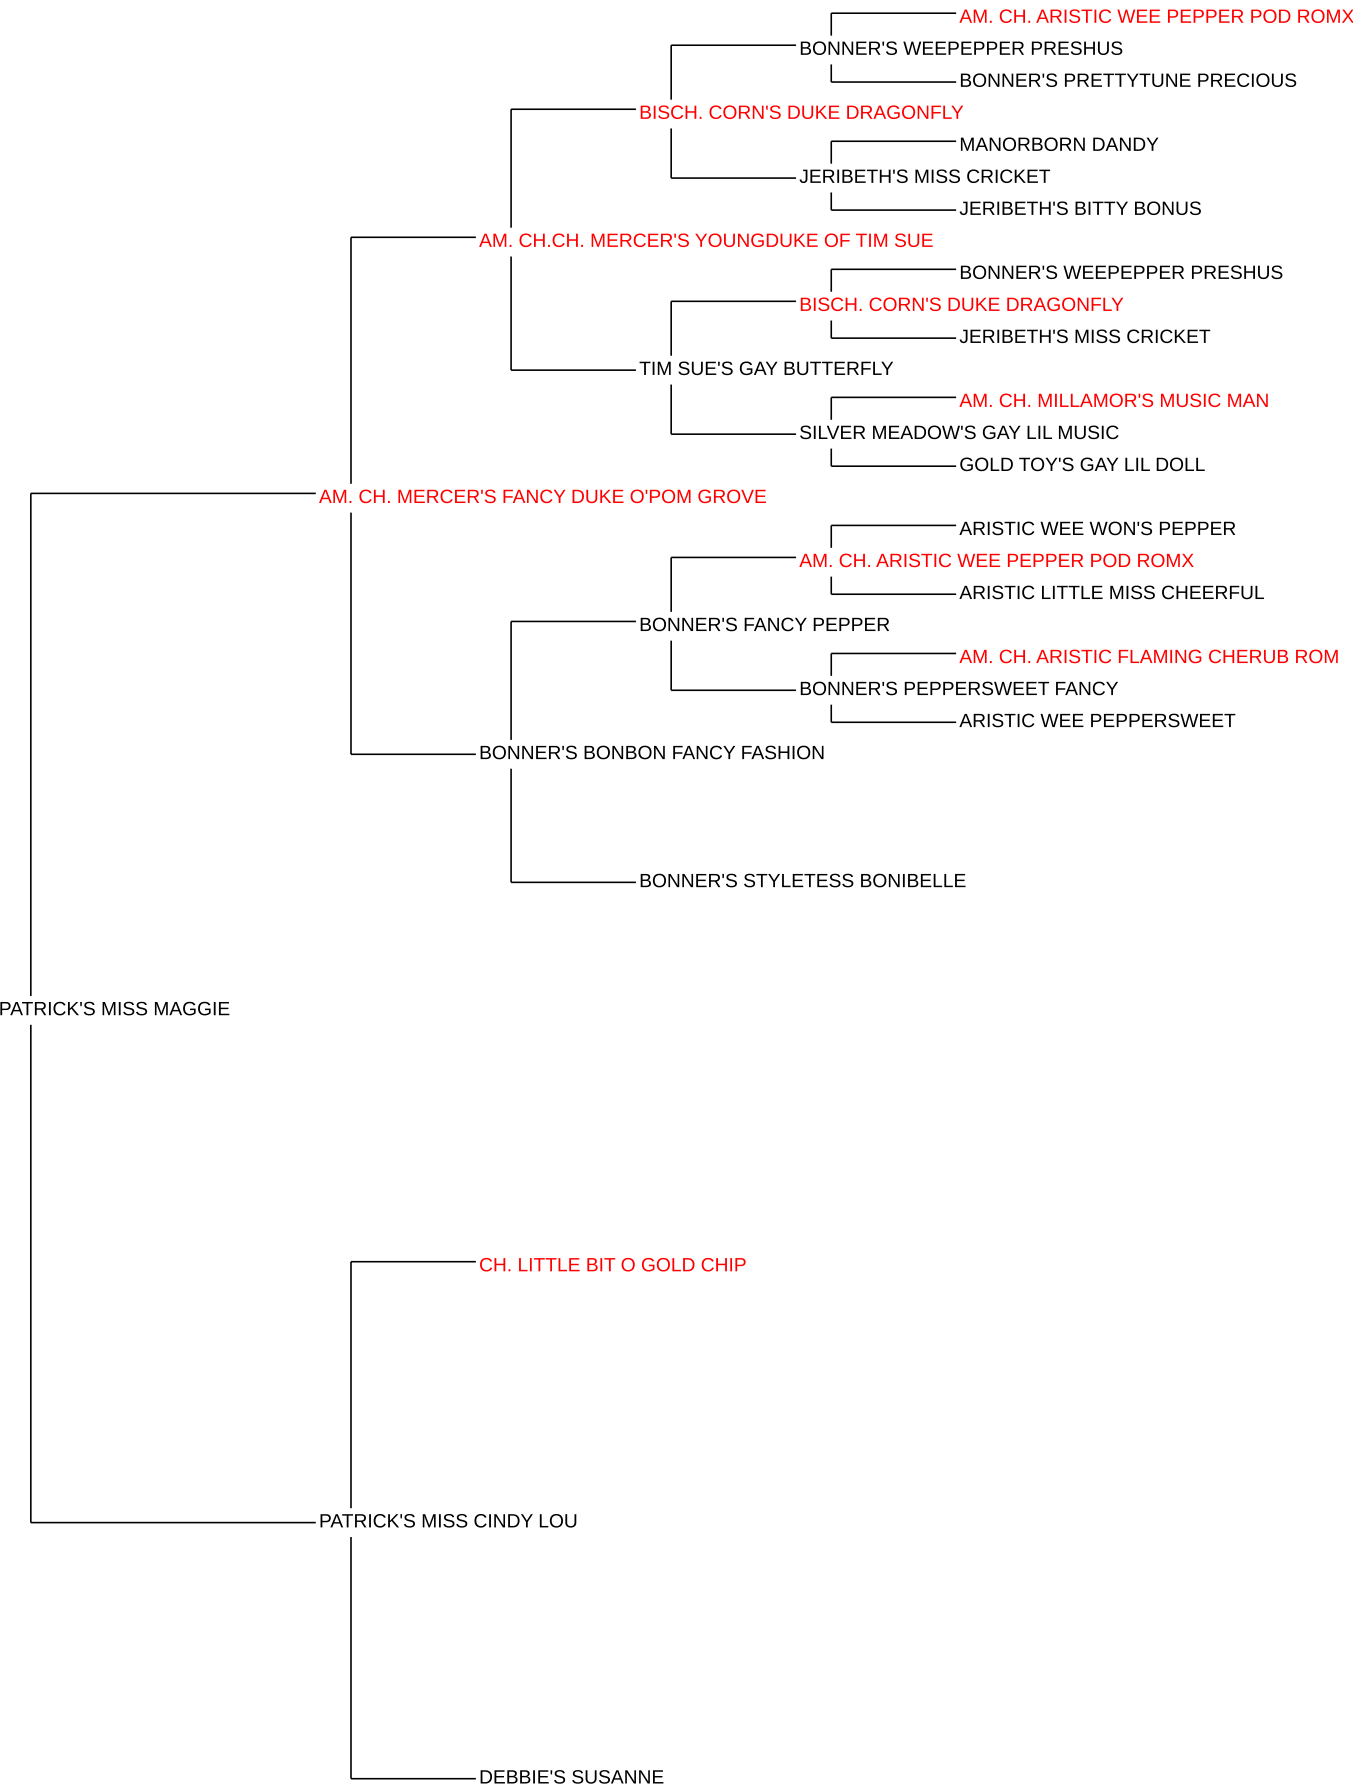 AM. CH. ARISTIC WEE PEPPER POD ROMX
BONNER'S WEEPEPPER PRESHUS
BONNER'S PRETTYTUNE PRECIOUS
BISCH. CORN'S DUKE DRAGONFLY
MANORBORN DANDY
JERIBETH'S MISS CRICKET
JERIBETH'S BITTY BONUS
AM. CH.CH. MERCER'S YOUNGDUKE OF TIM SUE
BONNER'S WEEPEPPER PRESHUS
BISCH. CORN'S DUKE DRAGONFLY
JERIBETH'S MISS CRICKET
TIM SUE'S GAY BUTTERFLY
AM. CH. MILLAMOR'S MUSIC MAN
SILVER MEADOW'S GAY LIL MUSIC
GOLD TOY'S GAY LIL DOLL
AM. CH. MERCER'S FANCY DUKE O'POM GROVE
ARISTIC WEE WON'S PEPPER
AM. CH. ARISTIC WEE PEPPER POD ROMX
ARISTIC LITTLE MISS CHEERFUL
BONNER'S FANCY PEPPER
AM. CH. ARISTIC FLAMING CHERUB ROM
BONNER'S PEPPERSWEET FANCY
ARISTIC WEE PEPPERSWEET
BONNER'S BONBON FANCY FASHION
BONNER'S STYLETESS BONIBELLE
PATRICK'S MISS MAGGIE
CH. LITTLE BIT O GOLD CHIP
PATRICK'S MISS CINDY LOU
DEBBIE'S SUSANNE